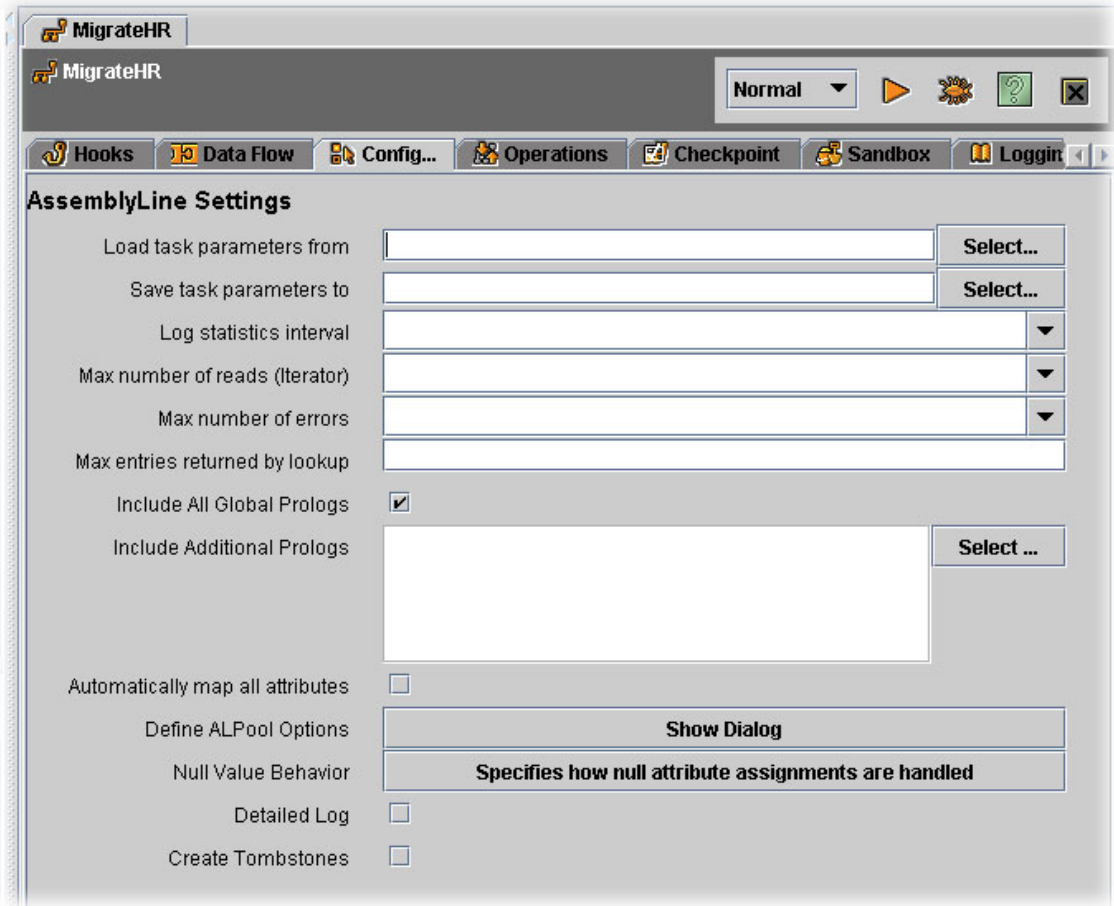 MigrateHR
MigrateHR
Normal
Hooks Data Flow Config... Operations Checkpoint Sandbox Loggin
AssemblyLine Settings
Load task parameters from Select...
Save task parameters to Select...
Log statistics interval
Max number of reads (Iterator)
Max number of errors
Max entries returned by lookup
Include All Global Prologs
Include Additional Prologs Select ...
Automatically map all attributes
Define ALPool Options Show Dialog
Null Value Behavior Specifies how null attribute assignments are handled
Detailed Log
Create Tombstones